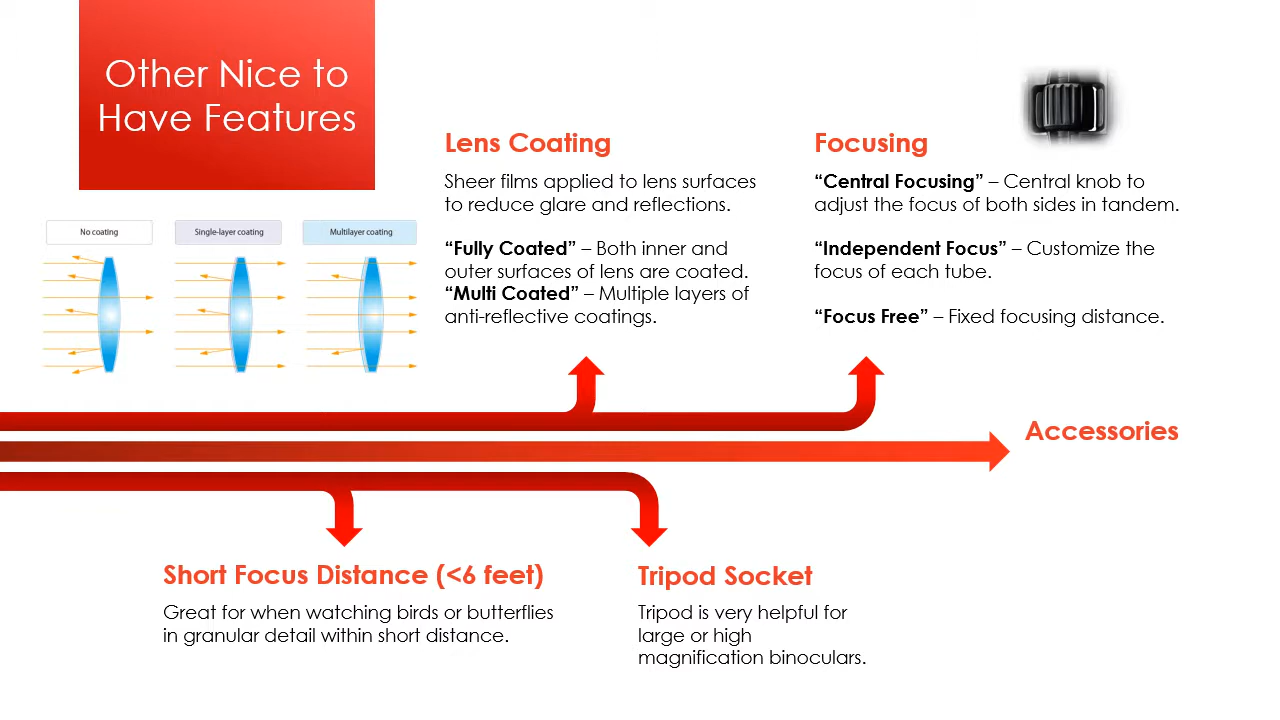 Other Nice to
Have Features
No coating
Single-layer coating
Multilayer coating
Lens Coating
Sheer films applied to lens surfaces
to reduce glare and reflections.
“Fully Coated” – Both inner and
outer surfaces of lens are coated.
“Multi Coated” – Multiple layers of
anti-reflective coatings.
Focusing
“Central Focusing” – Central knob to
adjust the focus of both sides in tandem.
“Independent Focus” – Customize the
focus of each tube.
“Focus Free” – Fixed focusing distance.
Accessories
Short Focus Distance (<6 feet)
Great for when watching birds or butterflies
in granular detail within short distance.
Tripod Socket
Tripod is very helpful for
large or high
magnification binoculars.